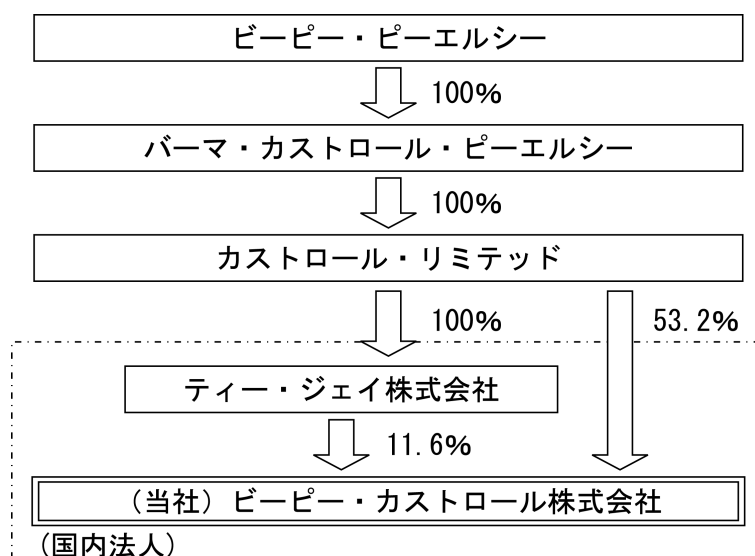 ビーピー・ピーエルシー
100%
バーマ・カストロール・ピーエルシー
100%
カストロール・リミテッド
100%
53.2%
ティー・ジェイ株式会社
11.6%
（当社）ビーピー・カストロール株式会社
（国内法人）